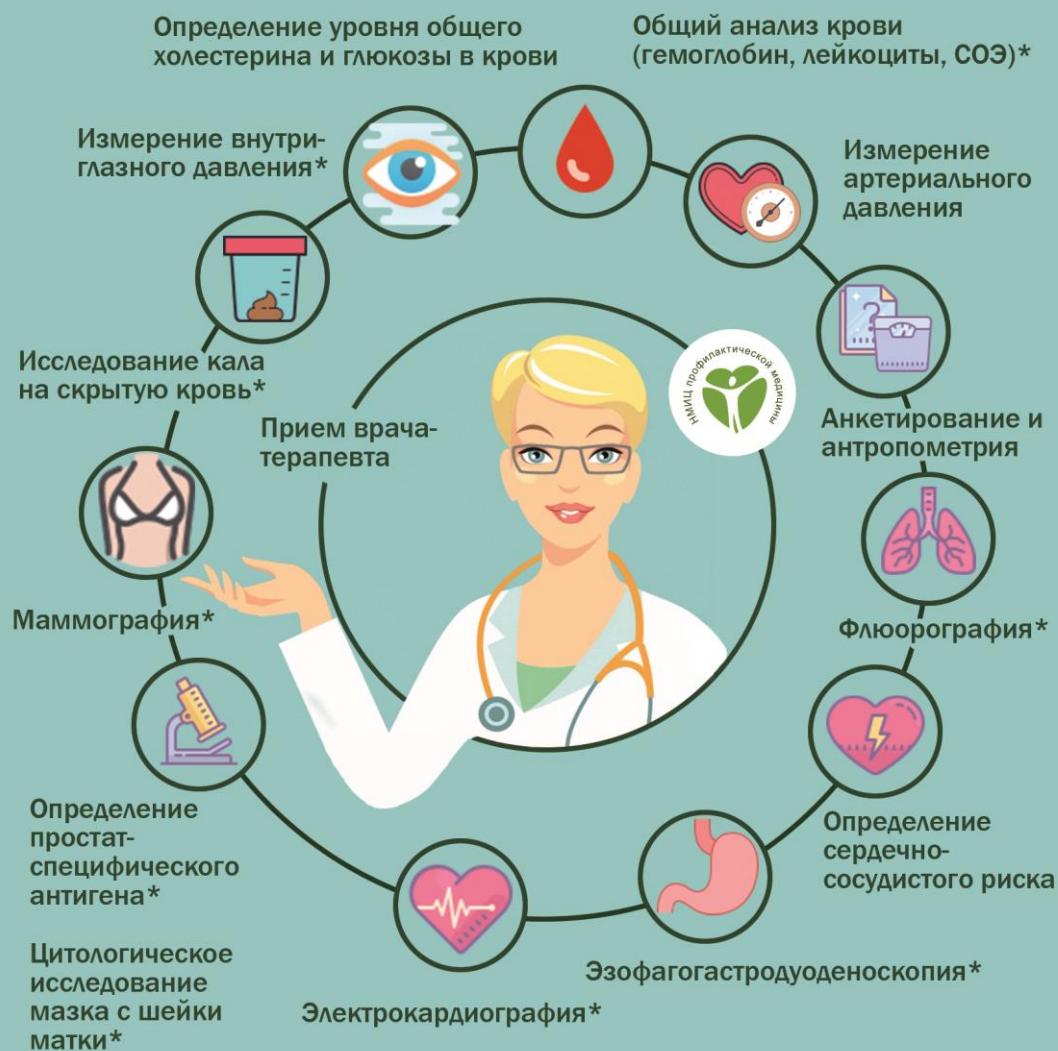 Определение уровня общего
холестерина и глюкозы в крови
Общий анализ крови
(гемоглобин, лейкоциты, СОЭ)*
Измерение внутри-
глазного давления*
Измерение
артериального
давления
Исследование кала
на скрытую кровь*
Прием врача-
терапевта
НМИЦ профилактической медицины
Анкетирование и
антропометрия
Маммография*
Флюорография*
Определение
простат-
специфического
антигена*
Определение
сердечно-
сосудистого риска
Цитологическое
исследование
мазка с шейки
матки*
Электрокардиография*
Эзофагогастродуоденоскопия*